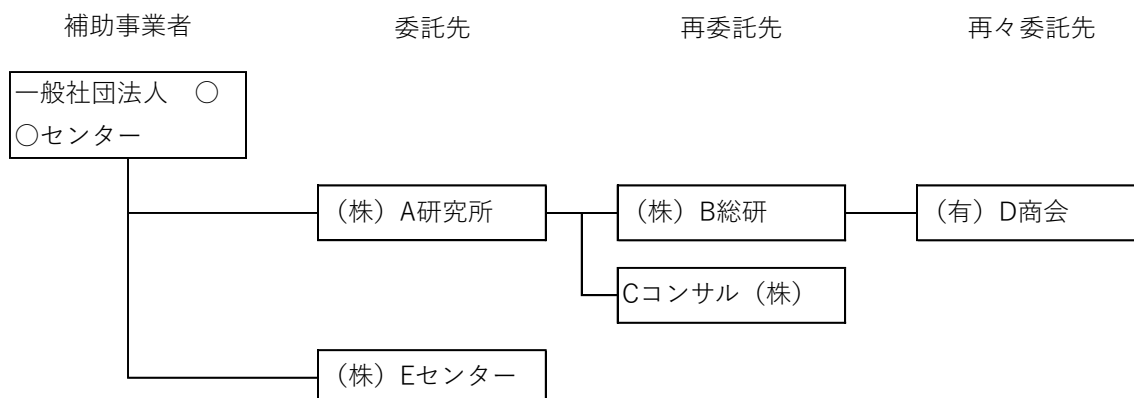 補助事業者
委託先
再委託先
再々委託先
一般社団法人　○
○センター
（株）A研究所
（株）B総研
（有）D商会
Cコンサル（株）
（株）Eセンター